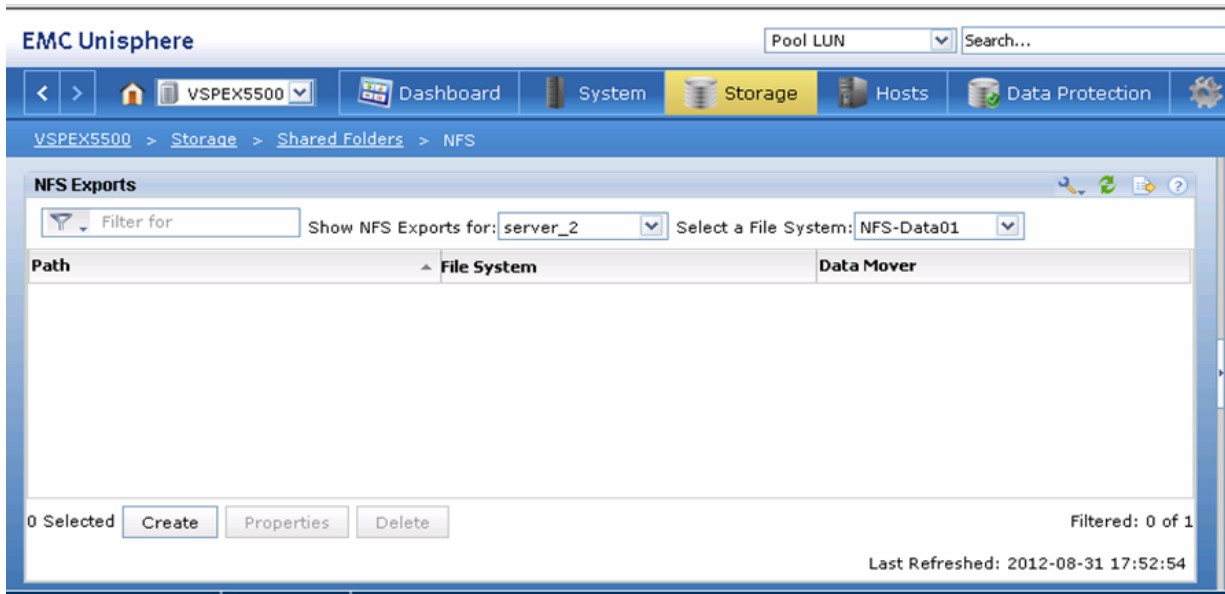 EMC Unisphere
Pool LUN
Search...
VSPEX5500
Dashboard
System
Storage
Hosts
Data Protection
VSPEX5500 > Storage > Shared Folders > NFS
NFS Exports
Filter for
Show NFS Exports for: server_2
Select a File System: NFS-Data01
Path
File System
Data Mover
0 Selected
Create
Properties
Delete
Filtered: 0 of 1
Last Refreshed: 2012-08-31 17:52:54